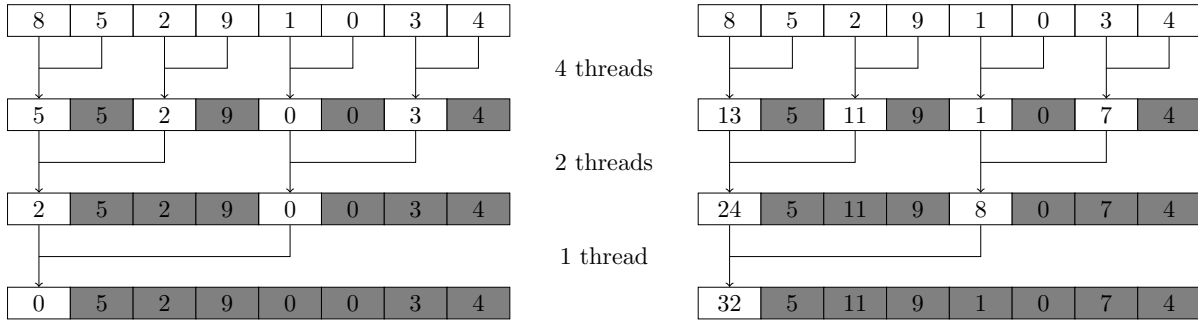 8 5 2 9 1 0 3 4
8 5 2 9 1 0 3 4
4 threads
5 5 2 9 0 0 3 4
13 5 11 9 1 0 7 4
2 threads
2 5 2 9 0 0 3 4
24 5 11 9 8 0 7 4
1 thread
0 5 2 9 0 0 3 4
32 5 11 9 1 0 7 4